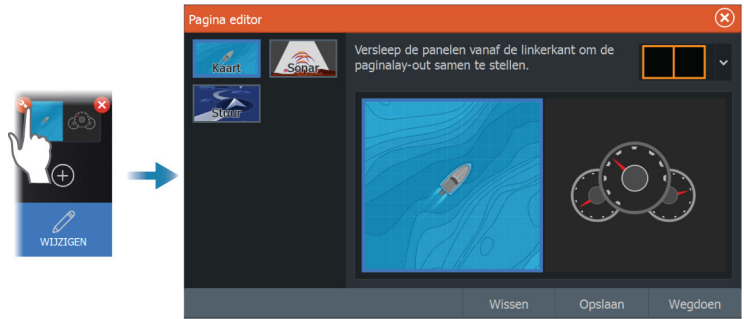 Pagina editor
Kaart
Sonar
Stuur
Versleep de panelen vanaf de linkerkant om de
paginalay-out samen te stellen.
WIJZIGEN
Wissen
Opslaan
Wegdoen